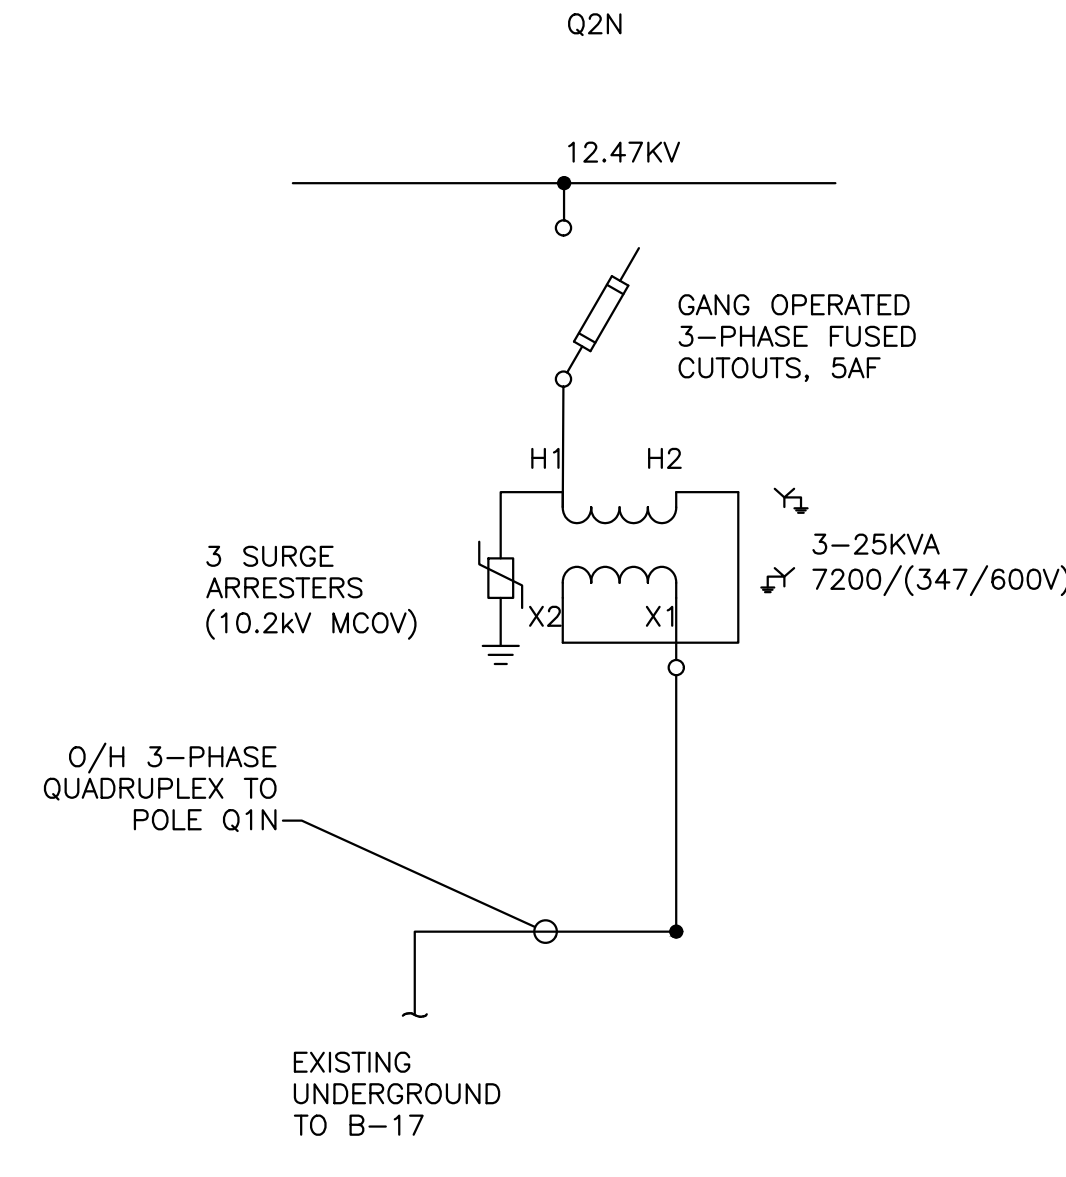 Q2N
12.47KV
GANG OPERATED
3-PHASE FUSED
CUTOUTS, 5AF
H1
H2
3 SURGE
ARRESTERS
(10.2kV MCOV)
3-25KVA
7200/(347/600V)
X2
X1
O/H 3-PHASE
QUADRUPLEX TO
POLE Q1N
EXISTING
UNDERGROUND
TO B-17